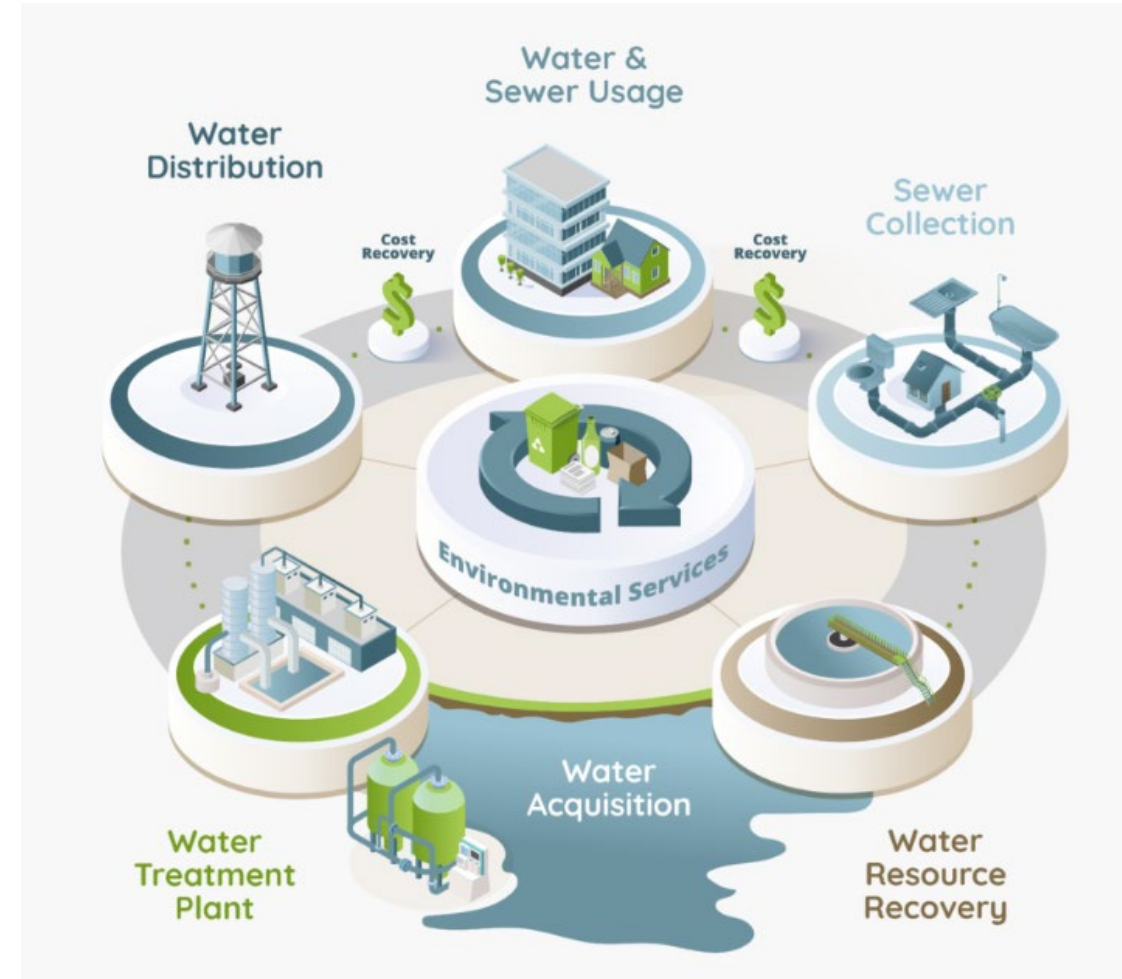 Water &
Sewer Usage
Water
Distribution
Sewer
Collection
Cost
Recovery
Cost
Recovery
Environmental Services
Water
Acquisition
Water
Treatment
Plant
Water
Resource
Recovery